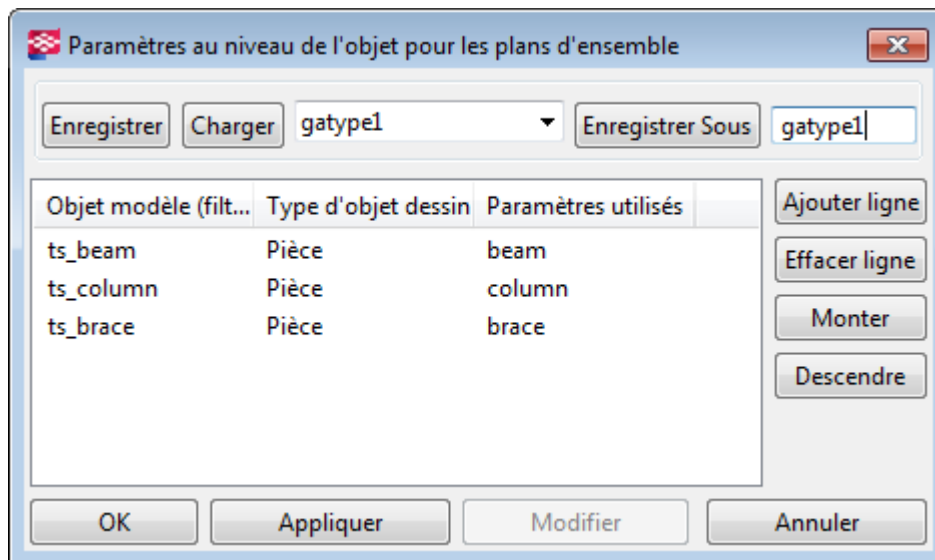 Paramètres au niveau de l'objet pour les plans d'ensemble
Enregistrer Charger gatype1 Enregistrer Sous gatype1
Objet modèle (filt... Type d'objet dessin Paramètres utilisés
ts_beam Pièce beam
ts_column Pièce column
ts_brace Pièce brace
Ajouter ligne
Effacer ligne
Monter
Descendre
OK Appliquer Modifier Annuler